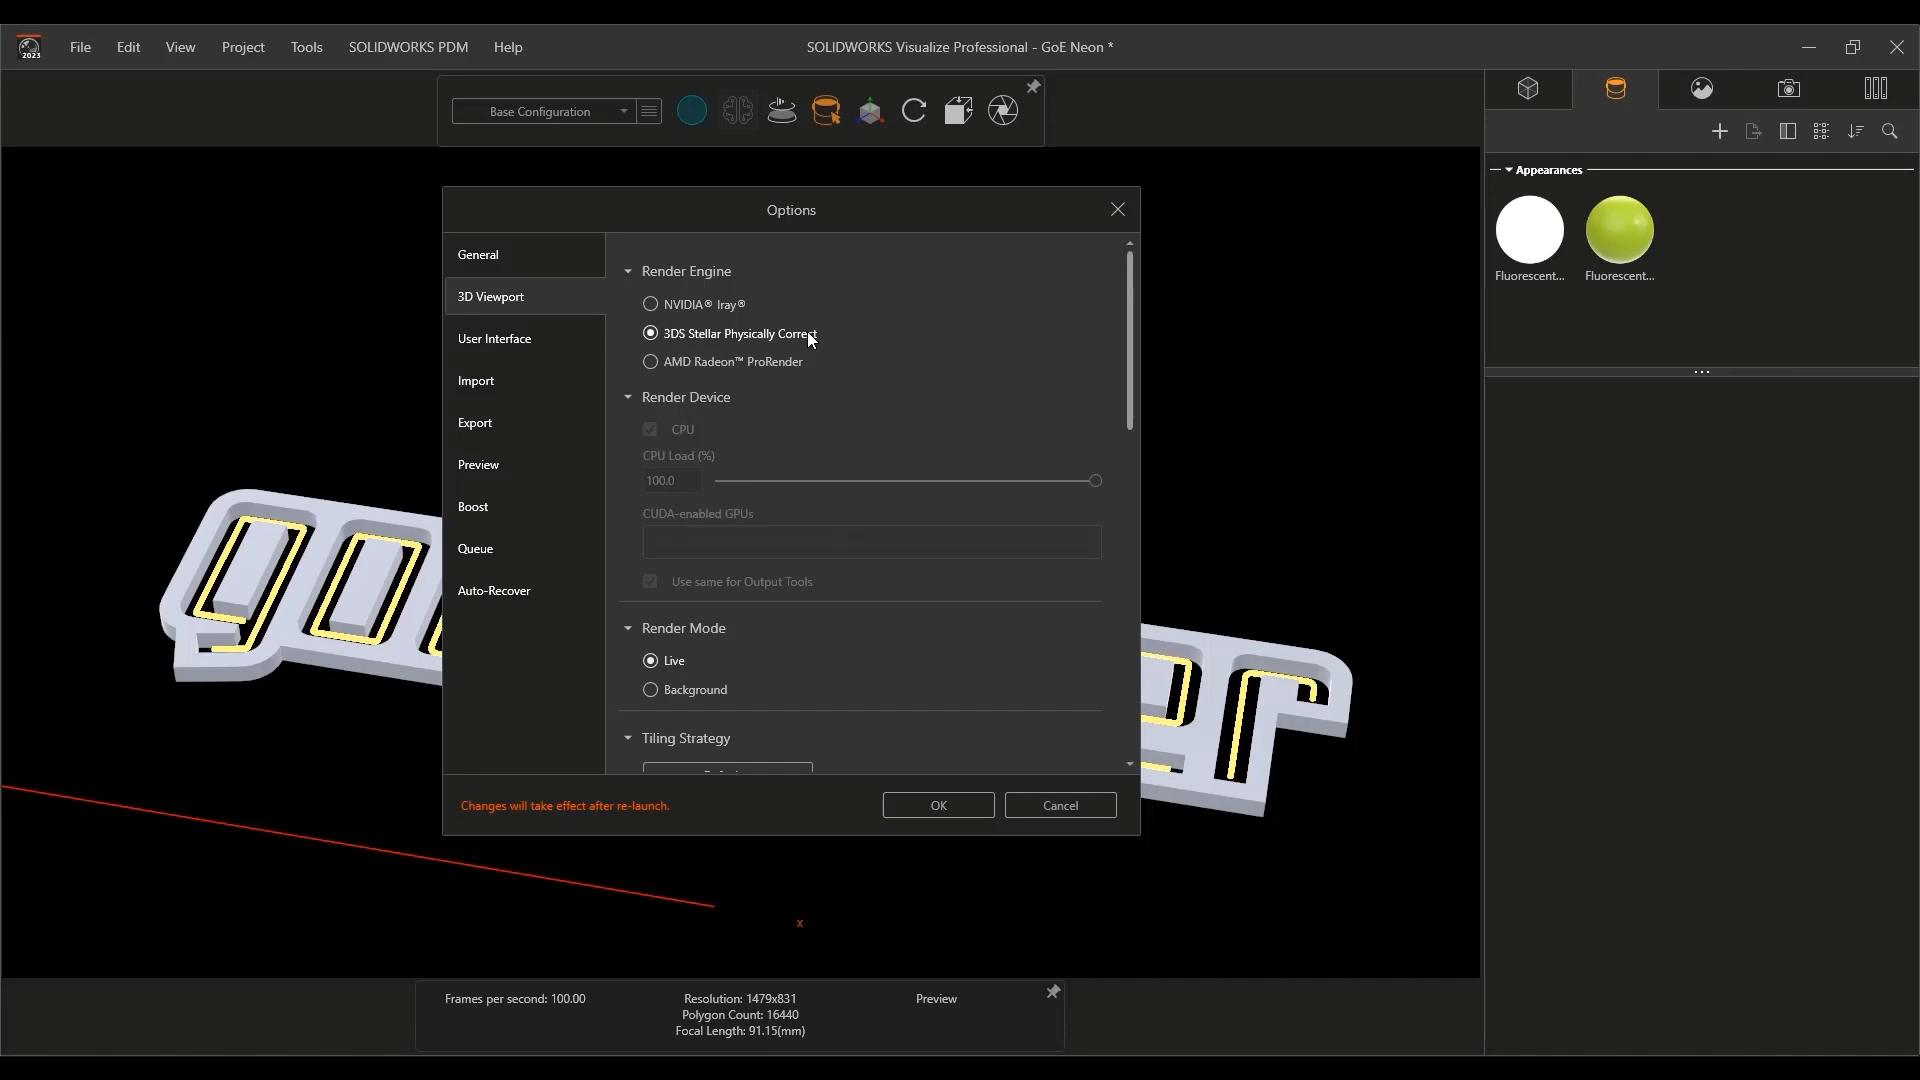 2023
File
Edit
View
Project
Tools
SOLIDWORKS PDM
Help
SOLIDWORKS Visualize Professional - GoE Neon *
Base Configuration
Appearances
Fluorescent...
Fluorescent...
Options
General
3D Viewport
User Interface
Import
Export
Preview
Boost
Queue
Auto-Recover
Render Engine
NVIDIA® Iray®
3DS Stellar Physically Correct
AMD Radeon™ ProRender
Render Device
CPU
CPU Load (%)
100.0
CUDA-enabled GPUs
Use same for Output Tools
Render Mode
Live
Background
Tiling Strategy
Changes will take effect after re-launch.
OK
Cancel
x
Frames per second: 100.00
Resolution: 1479x831
Polygon Count: 16440
Focal Length: 91.15(mm)
Preview